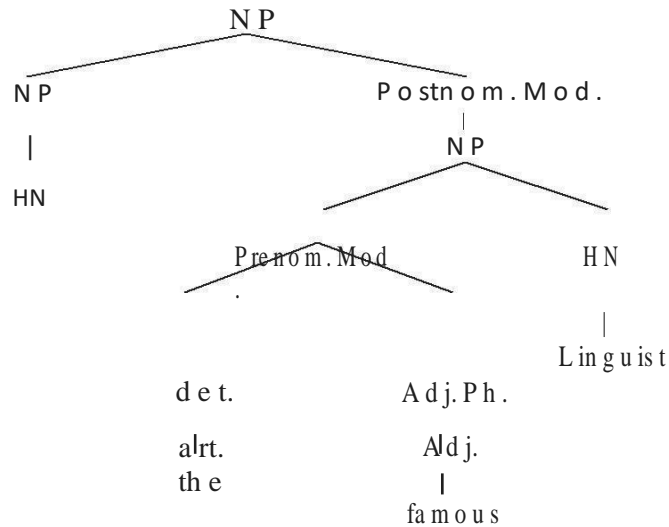 NP
NP Postnom.Mod.
NP
HN
Prenom.Mod HN
.
Linguist
det. Adj.Ph.
art. Adj.
the
famous